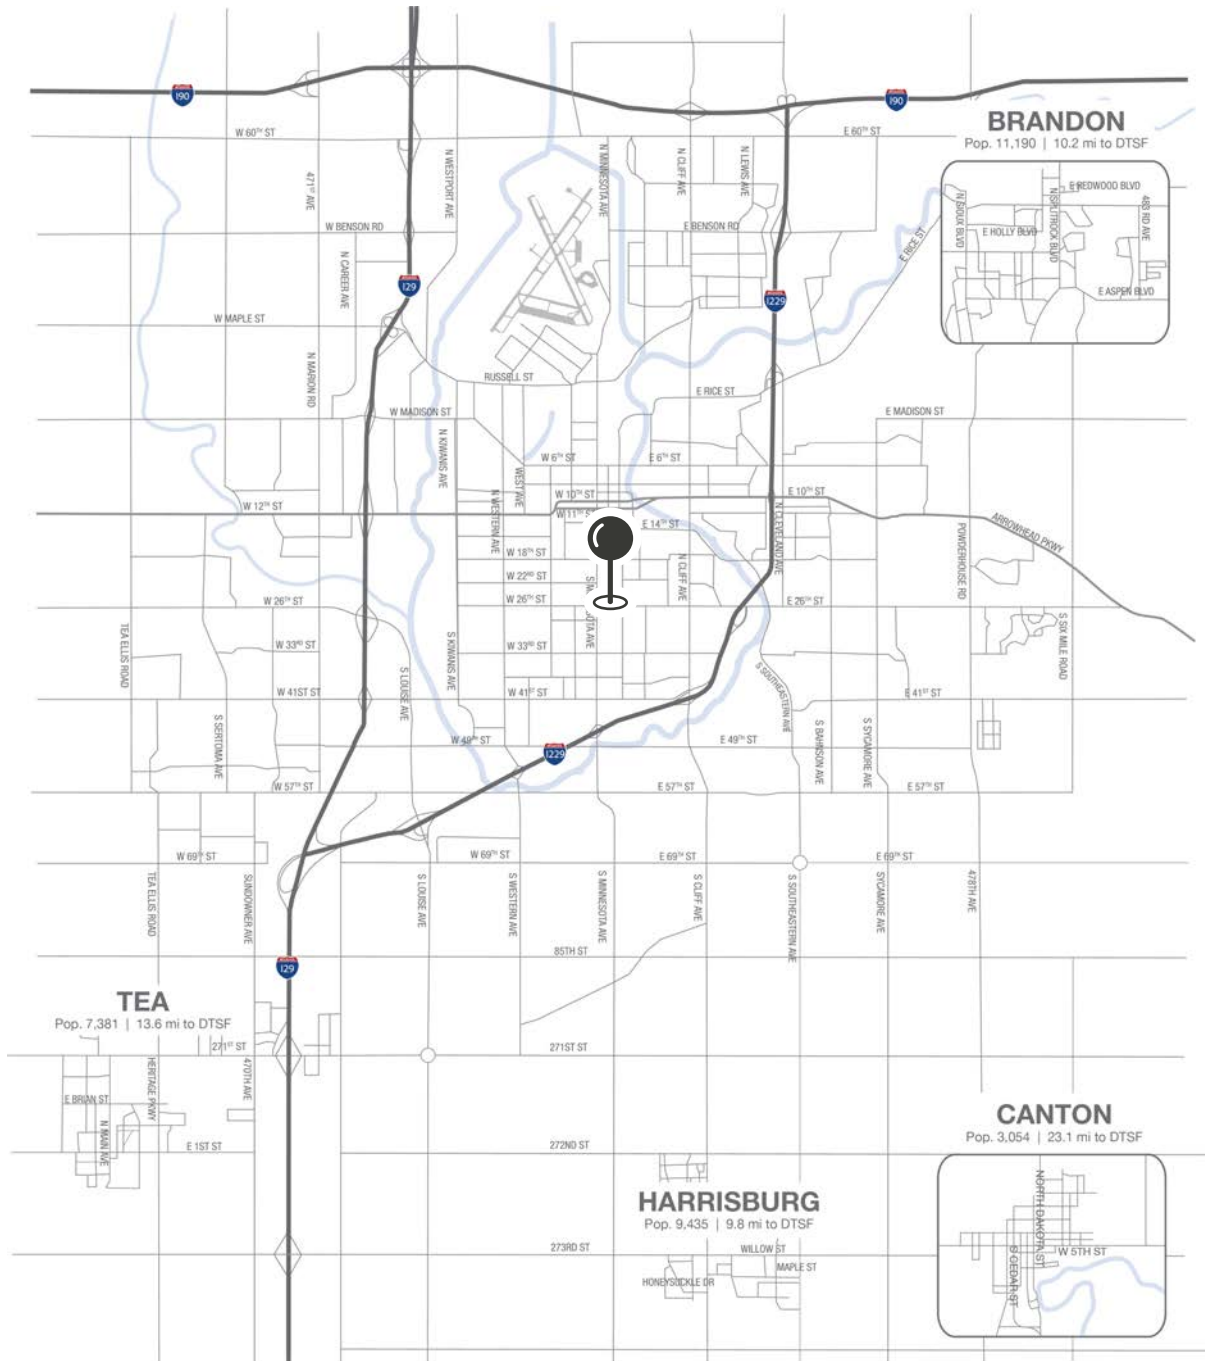 I90
I90
W 60TH ST
E 60TH ST
BRANDON
Pop. 11,190 | 10.2 mi to DTSF
471ST AVE
N WESTPORT AVE
N MINNESOTA AVE
N CLIFF AVE
N LEWIS AVE
E REDWOOD BLVD
N SIOUX BLVD
N SPLITROCK BLVD
483 RD AVE
E HOLLY BLVD
E ASPEN BLVD
W BENSON RD
E BENSON RD
E RICE ST
N CAREER AVE
I29
I229
W MAPLE ST
N MARION RD
RUSSELL ST
E RICE ST
W MADISON ST
E MADISON ST
N KIWANIS AVE
W 6TH ST
E 6TH ST
WEST AVE
N WESTERN AVE
W 10TH ST
E 10TH ST
W 12TH ST
W 11TH ST
E 14TH ST
N CLEVELAND AVE
ARROWHEAD PKWY
POWDERHOUSE RD
W 18TH ST
N CLIFF AVE
W 22RD ST
W 26TH ST
W 26TH ST
E 26TH ST
TEA ELLIS ROAD
W 33RD ST
S KIWANIS AVE
W 33RD ST
S SIX MILE ROAD
S LOUISE AVE
S SOUTHEASTERN AVE
W 41ST ST
W 41ST ST
E 41ST ST
S SERTOMA AVE
S BAHNSON AVE
S SYCAMORE AVE
W 49TH ST
E 49TH ST
I229
W 57TH ST
E 57TH ST
E 57TH ST
W 69TH ST
W 69TH ST
E 69TH ST
E 69TH ST
TEA ELLIS ROAD
SUNDOWNER AVE
S LOUISE AVE
S WESTERN AVE
S MINNESOTA AVE
S CLIFF AVE
S SOUTHEASTERN AVE
SYCAMORE AVE
478TH AVE
85TH ST
I29
TEA
Pop. 7,381 | 13.6 mi to DTSF
271ST ST
271ST ST
HERITAGE PKWY
470TH AVE
E BRIAN ST
N MAIN AVE
E 1ST ST
272ND ST
CANTON
Pop. 3,054 | 23.1 mi to DTSF
NORTH DAKOTA ST
W 5TH ST
S CEDAR ST
HARRISBURG
Pop. 9,435 | 9.8 mi to DTSF
273RD ST
WILLOW ST
MAPLE ST
HONEYSUCKLE DR